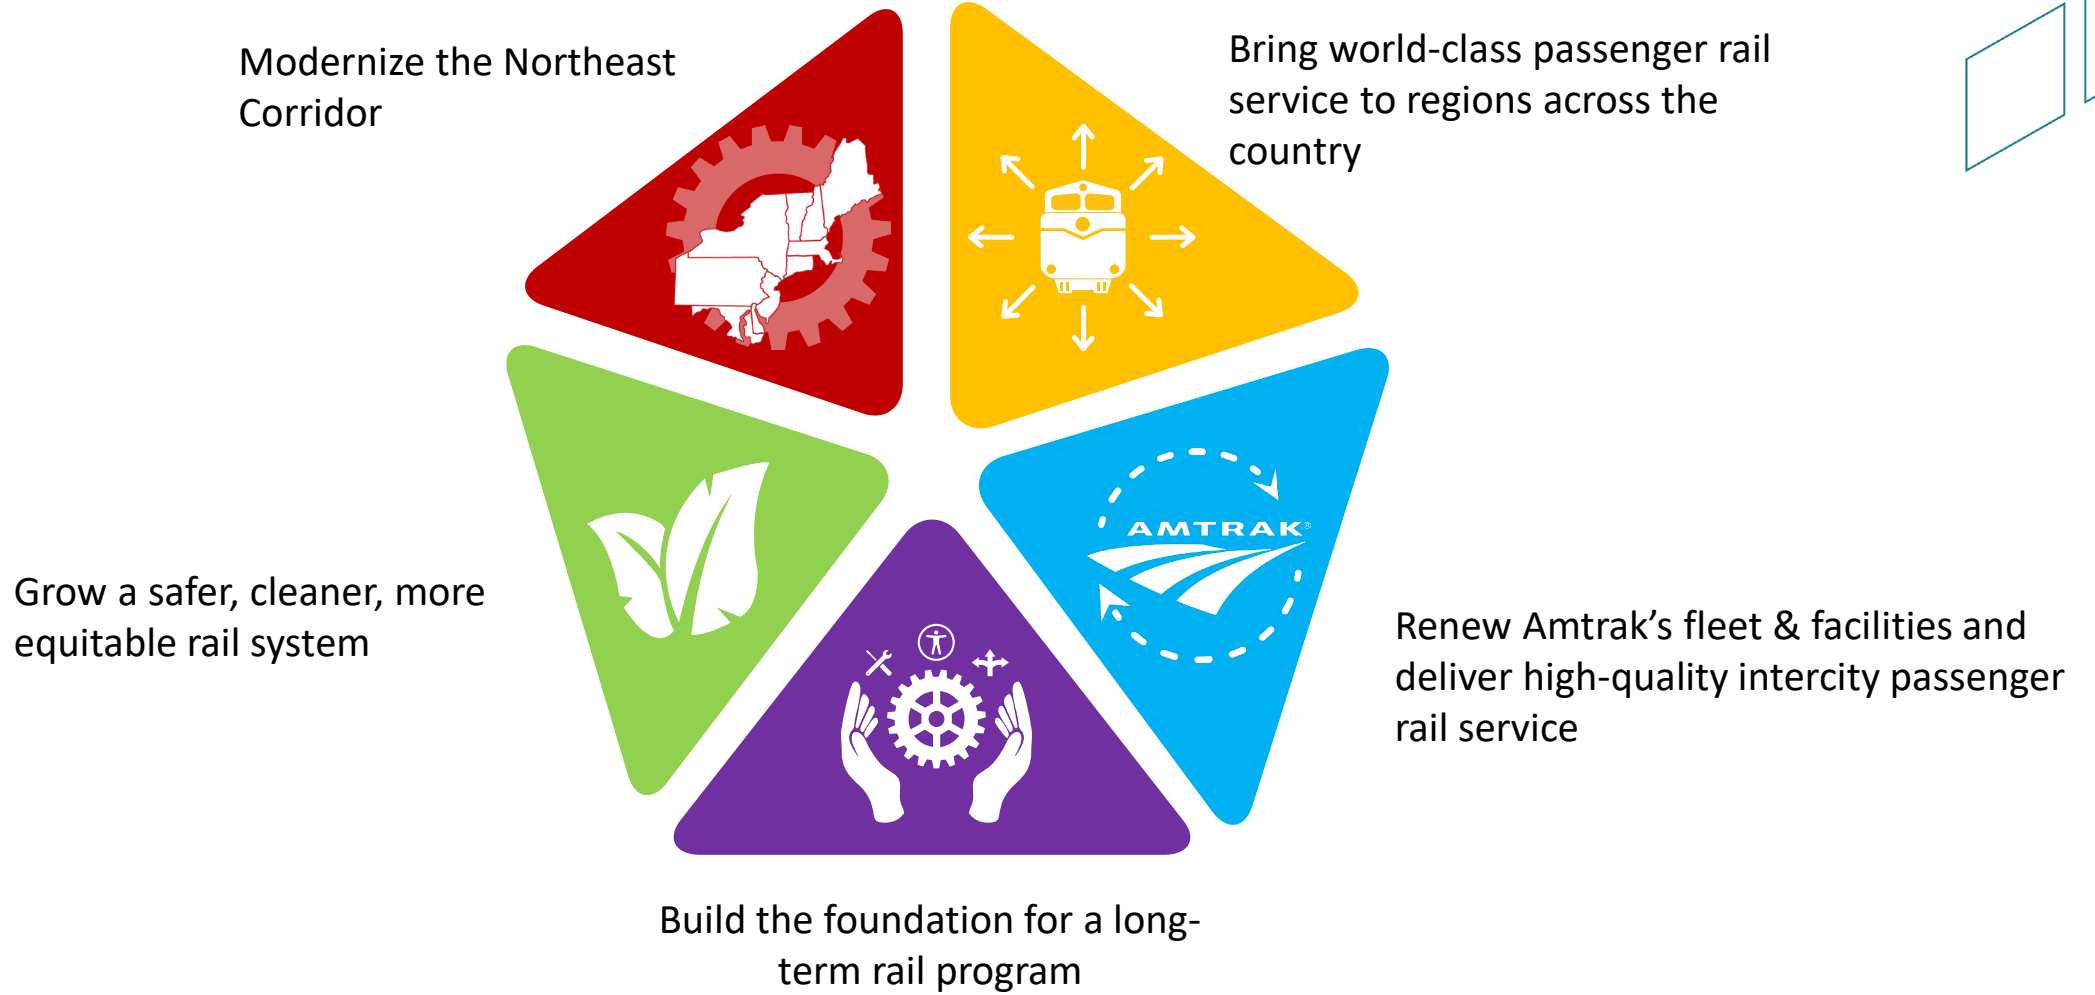 Modernize the Northeast
Corridor
Bring world-class passenger rail
service to regions across the
country
AMTRAK®
Renew Amtrak’s fleet & facilities and
deliver high-quality intercity passenger
rail service
Build the foundation for a long-
term rail program
Grow a safer, cleaner, more
equitable rail system